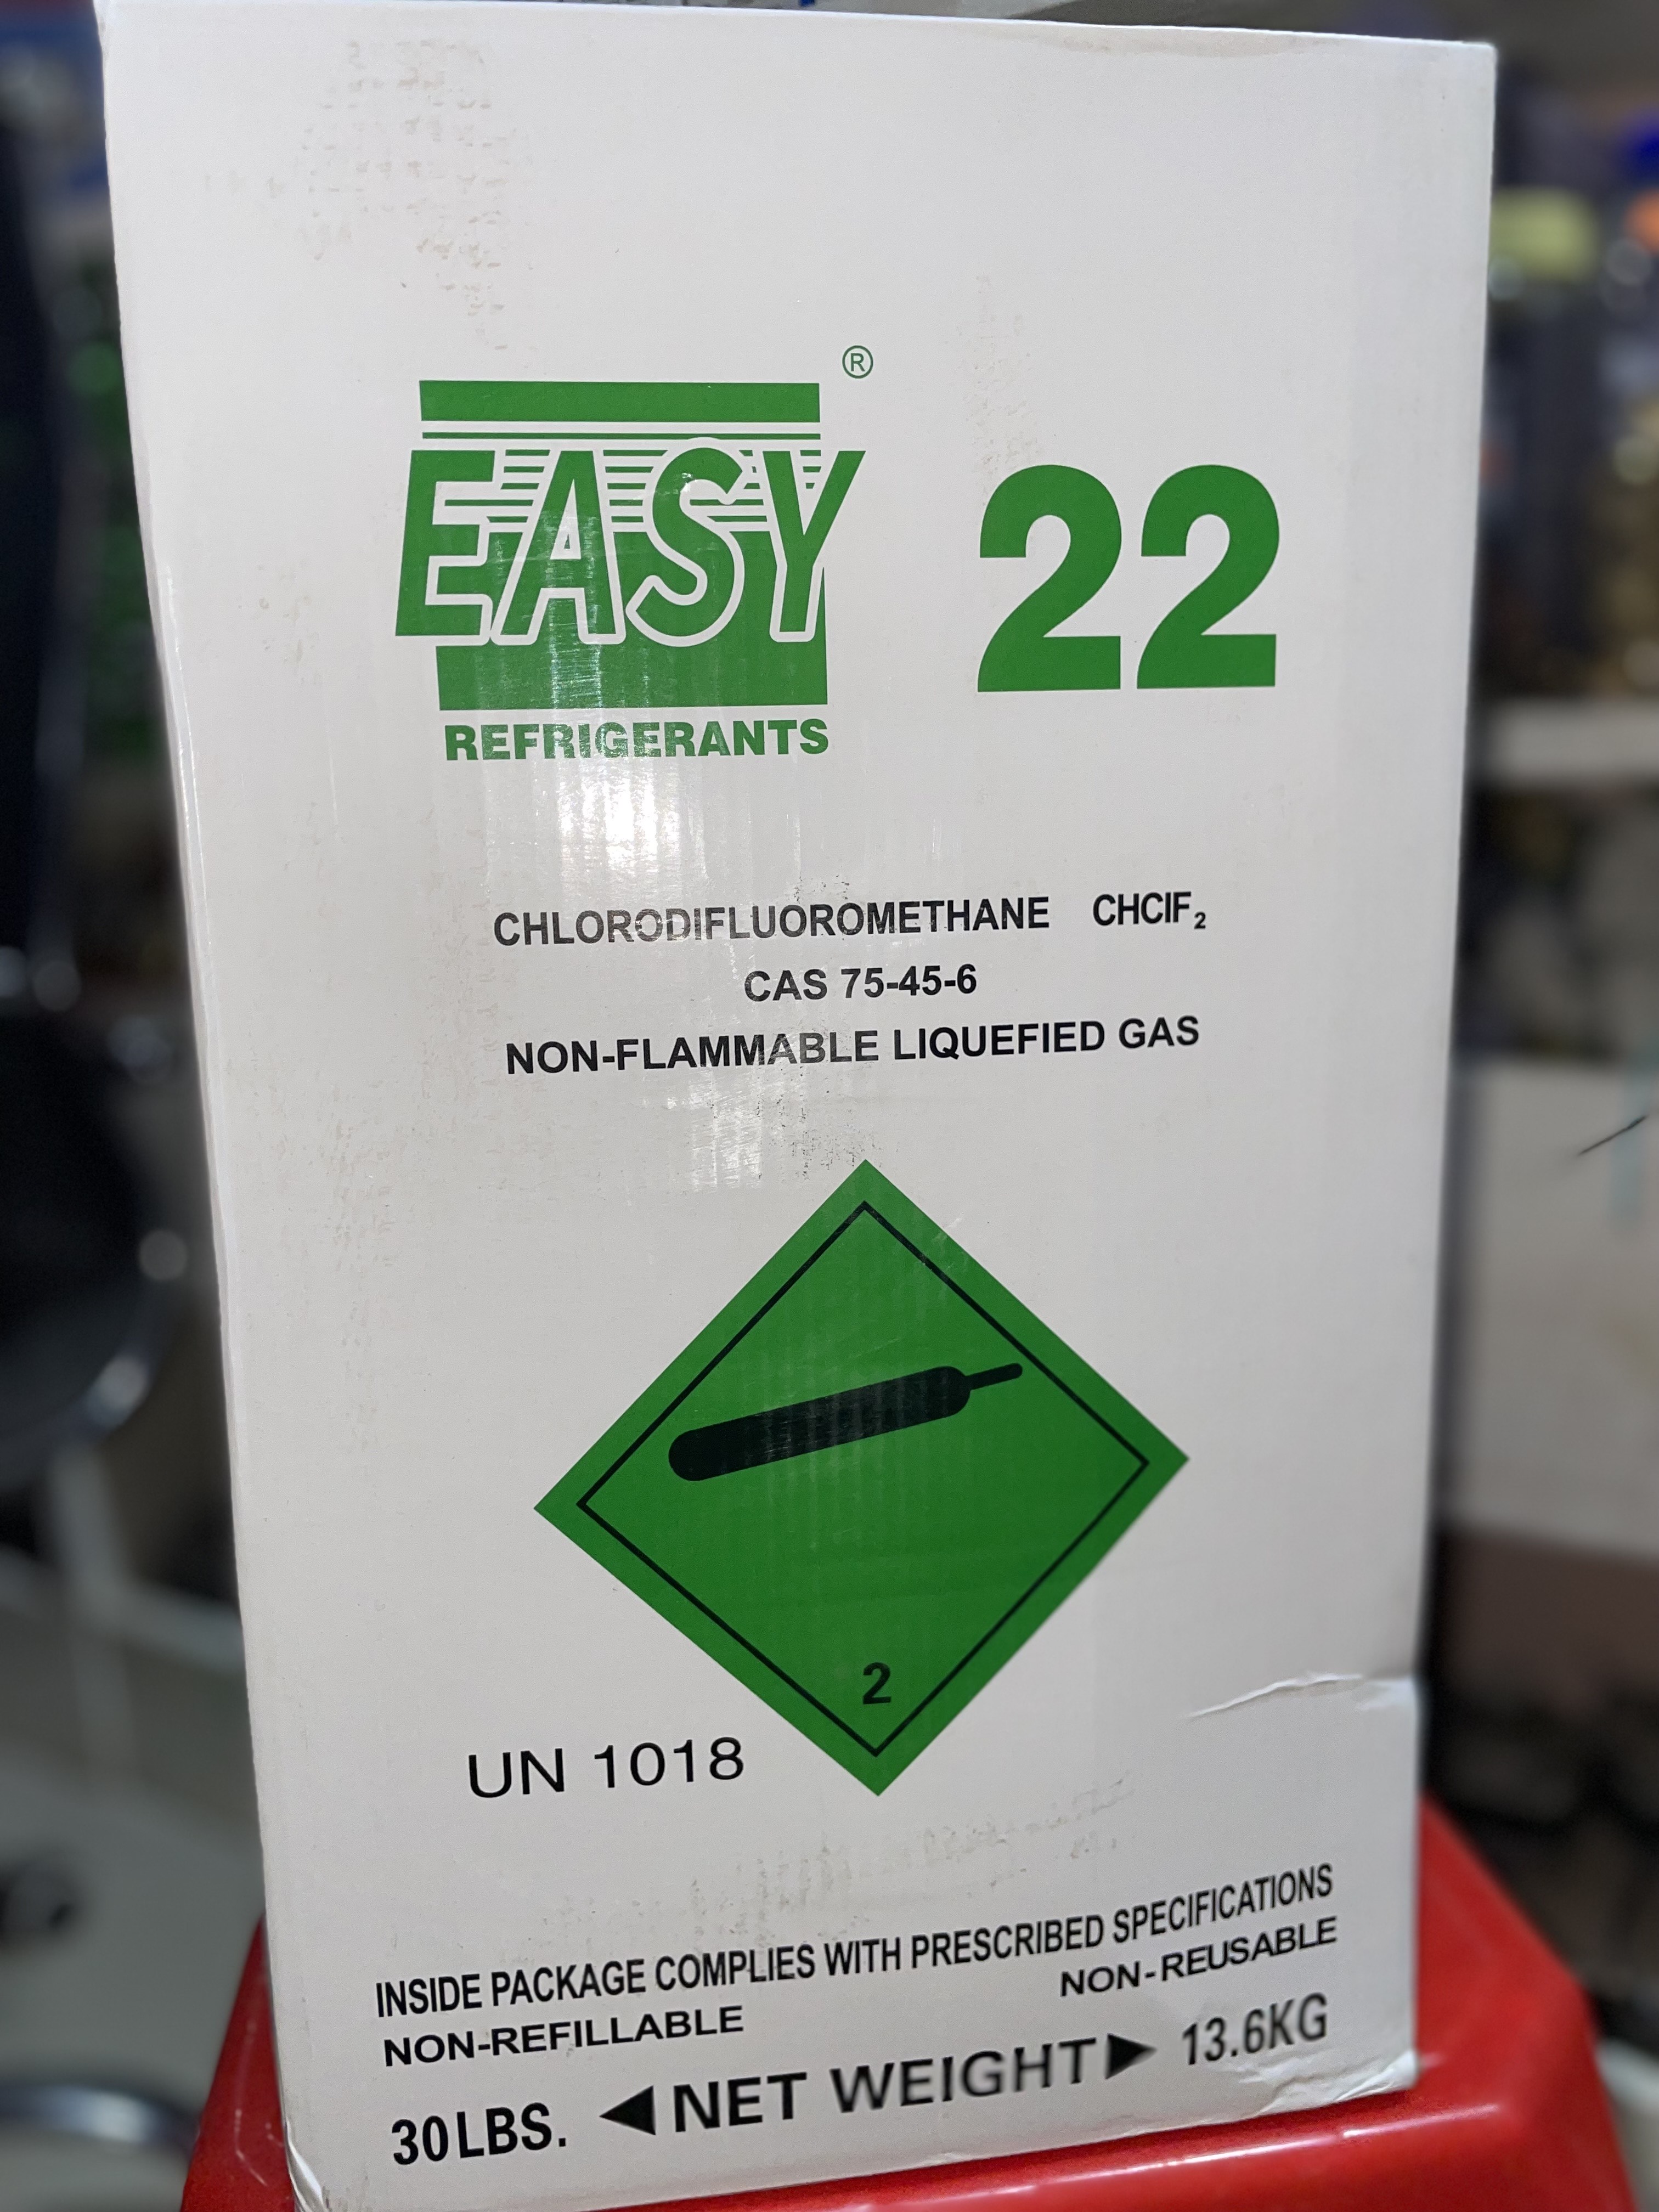 ®
EASY 22
REFRIGERANTS
CHLORODIFLUOROMETHANE CHClF₂
CAS 75-45-6
NON-FLAMMABLE LIQUEFIED GAS
2
UN 1018
INSIDE PACKAGE COMPLIES WITH PRESCRIBED SPECIFICATIONS
NON-REFILLABLE NON-REUSABLE
30LBS. ◀NET WEIGHT▶ 13.6KG